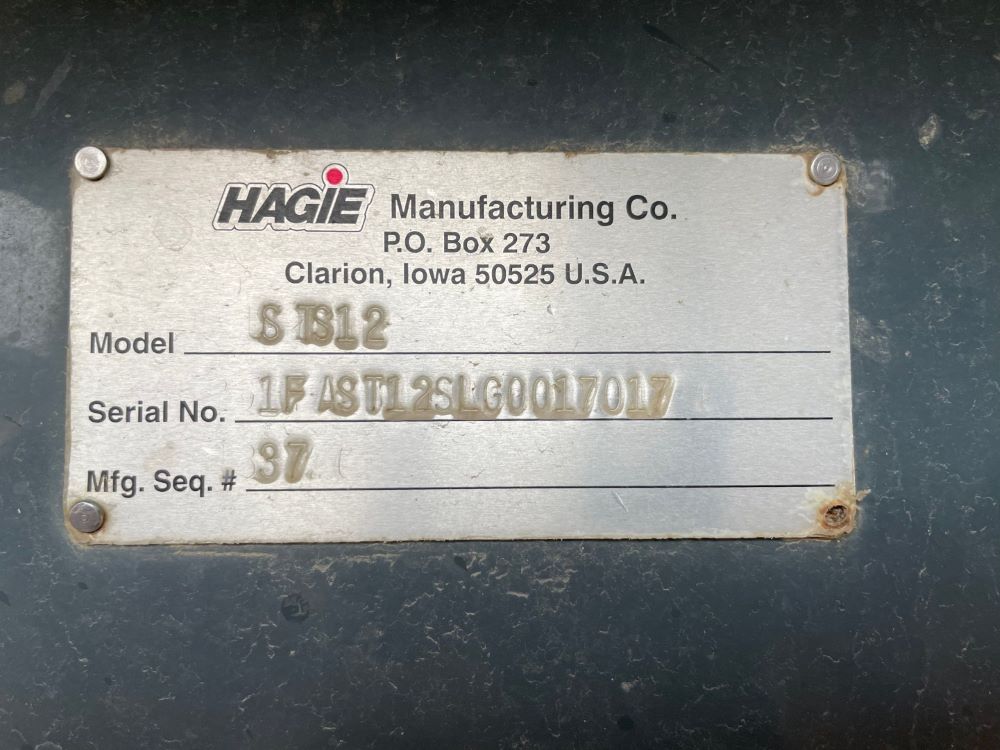 HAGIE Manufacturing Co.
P.O. Box 273
Clarion, Iowa 50525 U.S.A.
Model STS12
Serial No. 1FAST12SLG0017017
Mfg. Seq. # 37